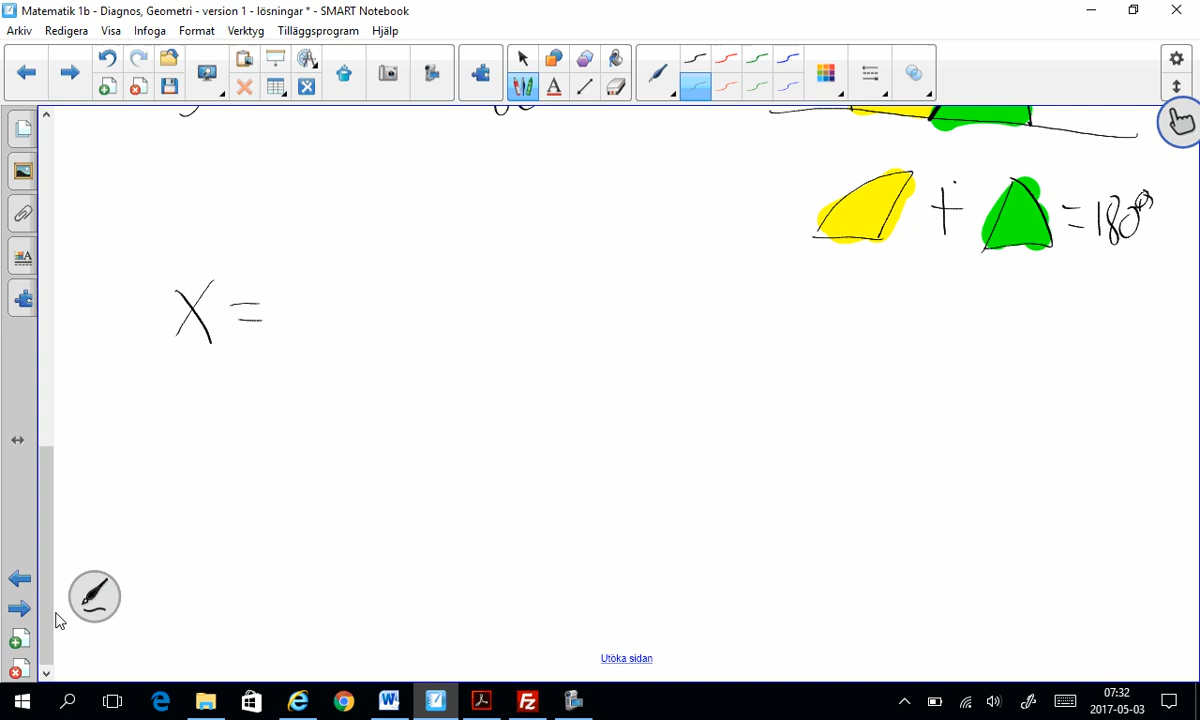 Matematik 1b - Diagnos, Geometri - version 1 - lösningar * - SMART Notebook
Arkiv Redigera Visa Infoga Format Verktyg Tilläggsprogram Hjälp
+ = 180°
X =
Utöka sidan
07:32
2017-05-03